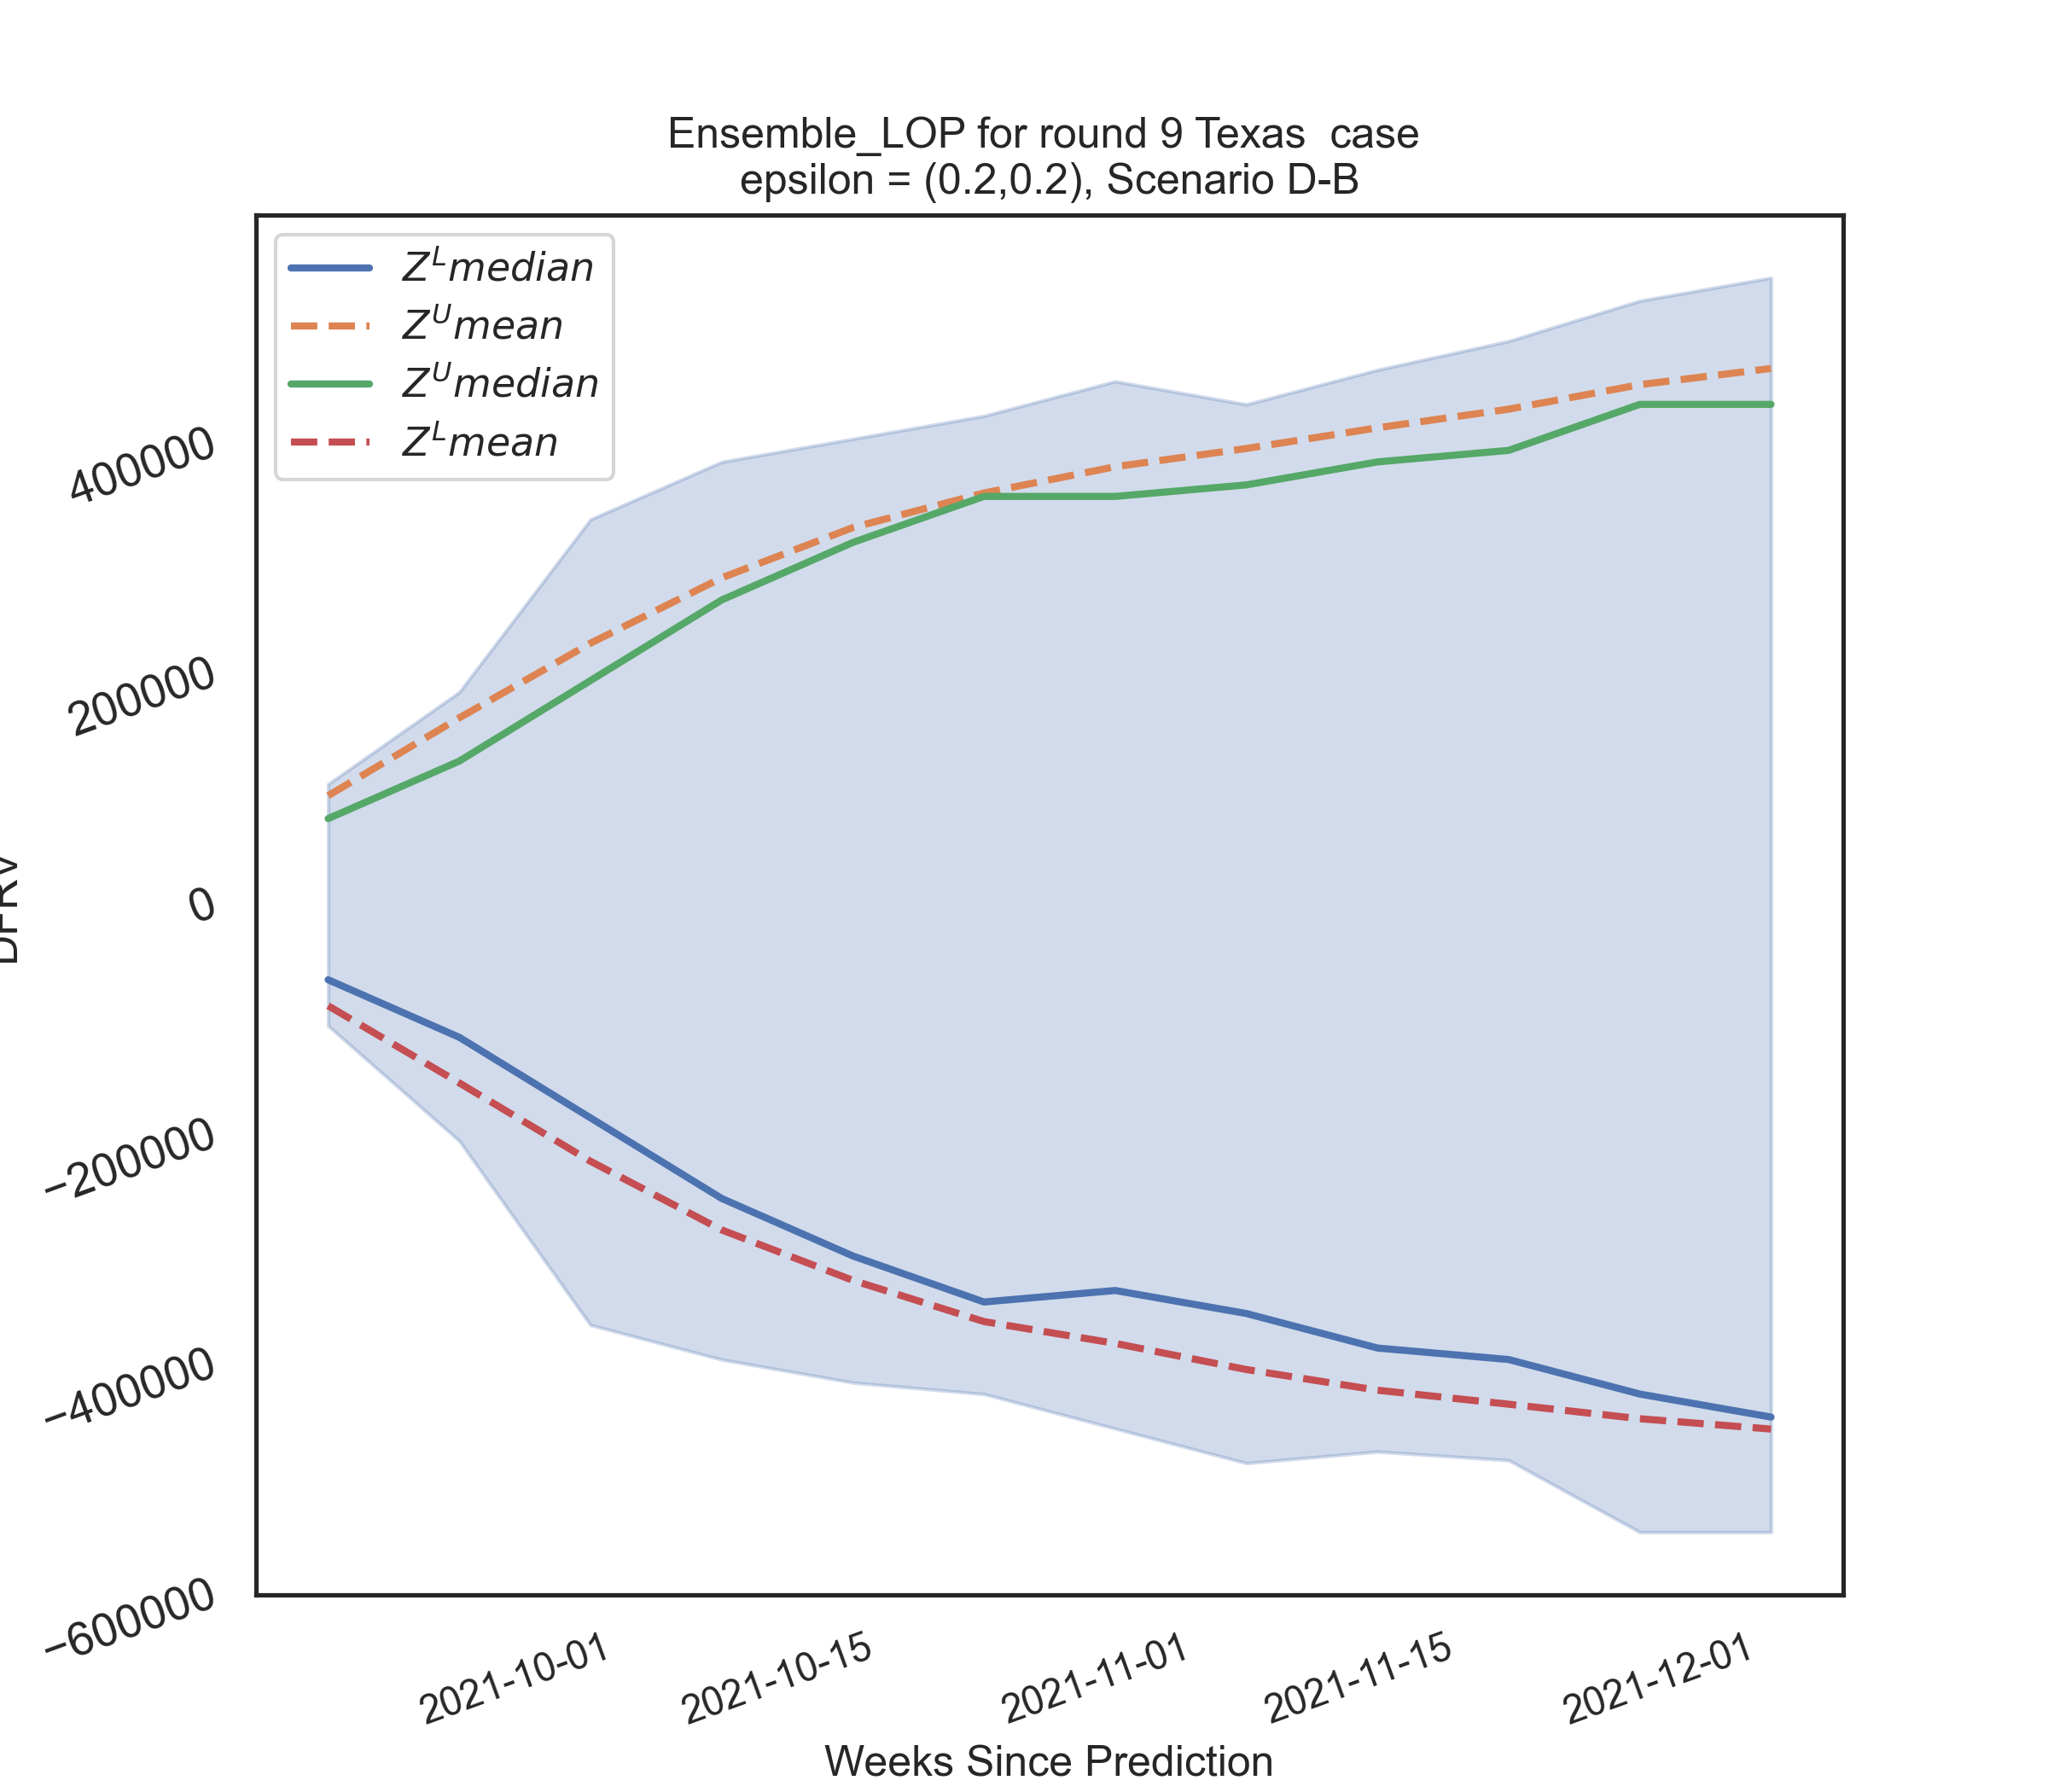 Ensemble_LOP for round 9 Texas  case
epsilon = (0.2,0.2), Scenario D-B
Z^L median
Z^U mean
Z^U median
Z^L mean
400000
200000
0
−200000
−400000
−600000
2021-10-01
2021-10-15
2021-11-01
2021-11-15
2021-12-01
Weeks Since Prediction